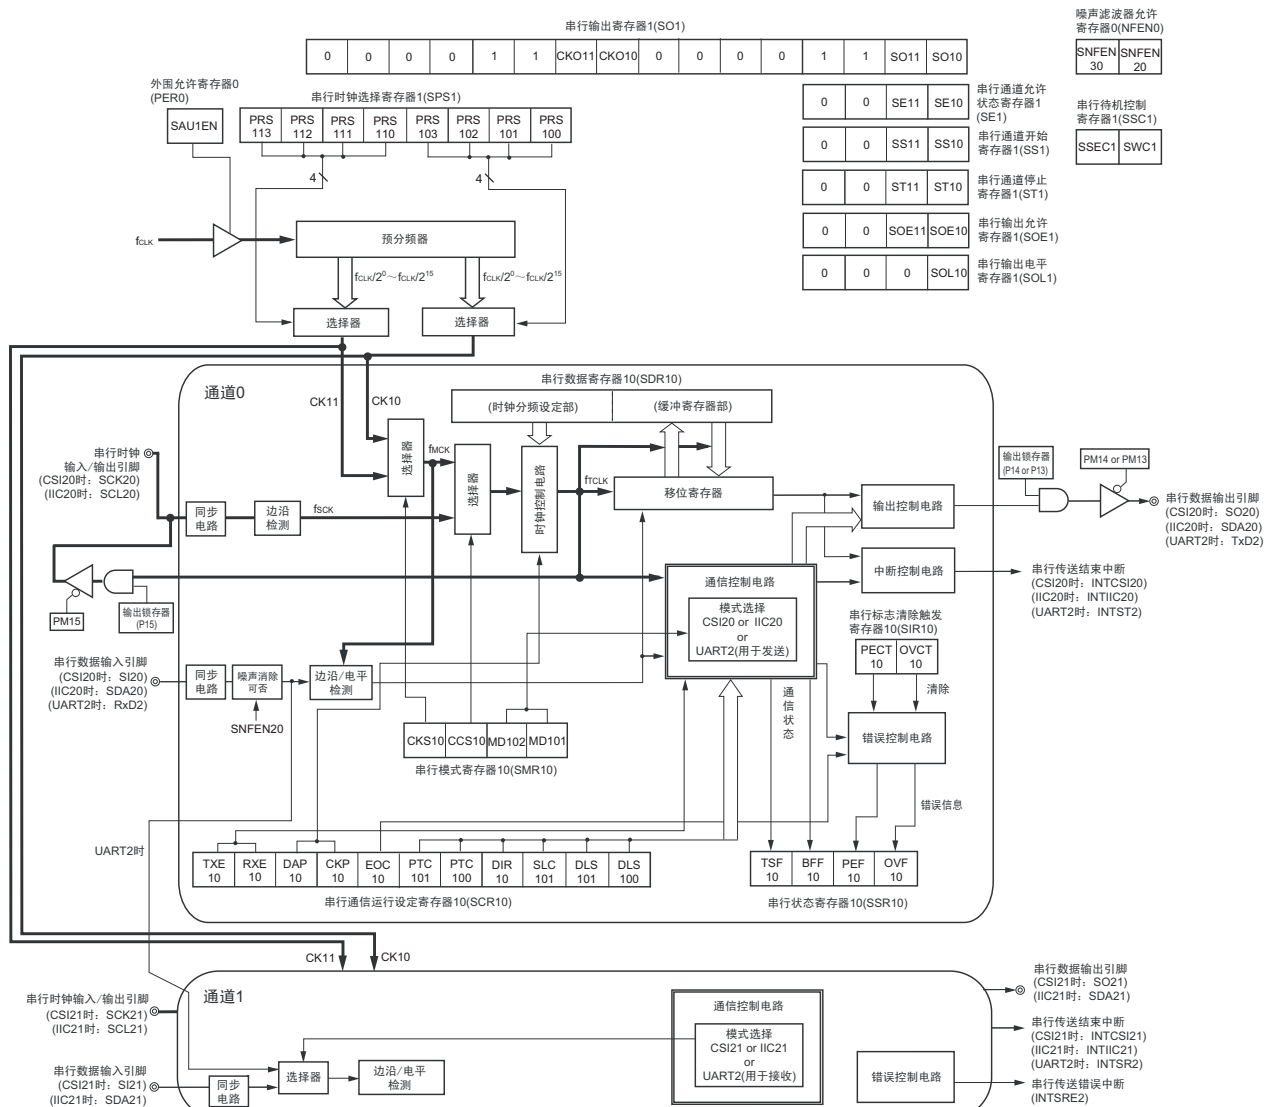 串行输出寄存器1(SO1)
0 0 0 0 1 1 CKO11 CKO10 0 0 0 0 1 1 SO11 SO10
噪声滤波器允许
寄存器0(NFEN0)
SNFEN SNFEN
30 20
外围允许寄存器0
(PER0)
SAU1EN
串行时钟选择寄存器1(SPS1)
PRS PRS PRS PRS PRS PRS PRS PRS
113 112 111 110 103 102 101 100
4 4
串行通道允许
状态寄存器1
(SE1)
0 0 SE11 SE10
串行通道开始
寄存器1(SS1)
0 0 SS11 SS10
串行通道停止
寄存器1(ST1)
0 0 ST11 ST10
串行输出允许
寄存器1(SOE1)
0 0 SOE11 SOE10
串行输出电平
寄存器1(SOL1)
0 0 0 SOL10
串行待机控制
寄存器1(SSC1)
SSEC1 SWC1
fCLK
预分频器
fCLK/2⁰～fCLK/2¹⁵ fCLK/2⁰～fCLK/2¹⁵
选择器 选择器
通道0
CK11 CK10
串行数据寄存器10(SDR10)
(时钟分频设定部) (缓冲寄存器部)
选择器
fMCK
选择器
时钟控制电路
fTCLK
移位寄存器
串行时钟
输入/输出引脚
(CSI20时：SCK20)
(IIC20时：SCL20)
同步
电路
边沿
检测
fSCK
PM15
输出锁存器
(P15)
输出控制电路
输出锁存器
(P14 or P13)
PM14 or PM13
串行数据输出引脚
(CSI20时：SO20)
(IIC20时：SDA20)
(UART2时：TxD2)
中断控制电路
串行传送结束中断
(CSI20时：INTCSI20)
(IIC20时：INTIIC20)
(UART2时：INTST2)
通信控制电路
模式选择
CSI20 or IIC20
or
UART2(用于发送)
串行标志清除触发
寄存器10(SIR10)
PECT OVCT
10 10
清除
通信状态
错误控制电路
错误信息
串行数据输入引脚
(CSI20时：SI20)
(IIC20时：SDA20)
(UART2时：RxD2)
同步
电路
噪声消除
可否
SNFEN20
边沿/电平
检测
CKS10 CCS10 MD102 MD101
串行模式寄存器10(SMR10)
UART2时
TXE RXE DAP CKP EOC PTC PTC DIR SLC DLS DLS
10 10 10 10 10 101 100 10 101 101 100
串行通信运行设定寄存器10(SCR10)
TSF BFF PEF OVF
10 10 10 10
串行状态寄存器10(SSR10)
CK11 CK10
通道1
串行时钟输入/输出引脚
(CSI21时：SCK21)
(IIC21时：SCL21)
串行数据输入引脚
(CSI21时：SI21)
(IIC21时：SDA21)
同步
电路
选择器
边沿/电平
检测
通信控制电路
模式选择
CSI21 or IIC21
or
UART2(用于接收)
错误控制电路
串行数据输出引脚
(CSI21时：SO21)
(IIC21时：SDA21)
串行传送结束中断
(CSI21时：INTCSI21)
(IIC21时：INTIIC21)
(UART2时：INTSR2)
串行传送错误中断
(INTSRE2)